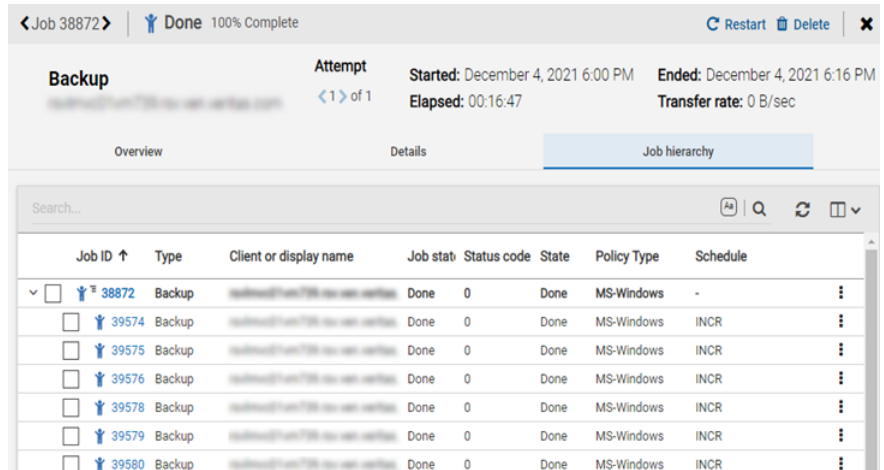 Job 38872 Done 100% Complete Restart Delete
Backup Attempt Started: December 4, 2021 6:00 PM Ended: December 4, 2021 6:16 PM
1 of 1 Elapsed: 00:16:47 Transfer rate: 0 B/sec
Overview Details Job hierarchy
Search... Aa
Job ID Type Client or display name Job stat Status code State Policy Type Schedule
38872 Backup Done 0 Done MS-Windows -
39574 Backup Done 0 Done MS-Windows INCR
39575 Backup Done 0 Done MS-Windows INCR
39576 Backup Done 0 Done MS-Windows INCR
39578 Backup Done 0 Done MS-Windows INCR
39579 Backup Done 0 Done MS-Windows INCR
39580 Backup Done 0 Done MS-Windows INCR